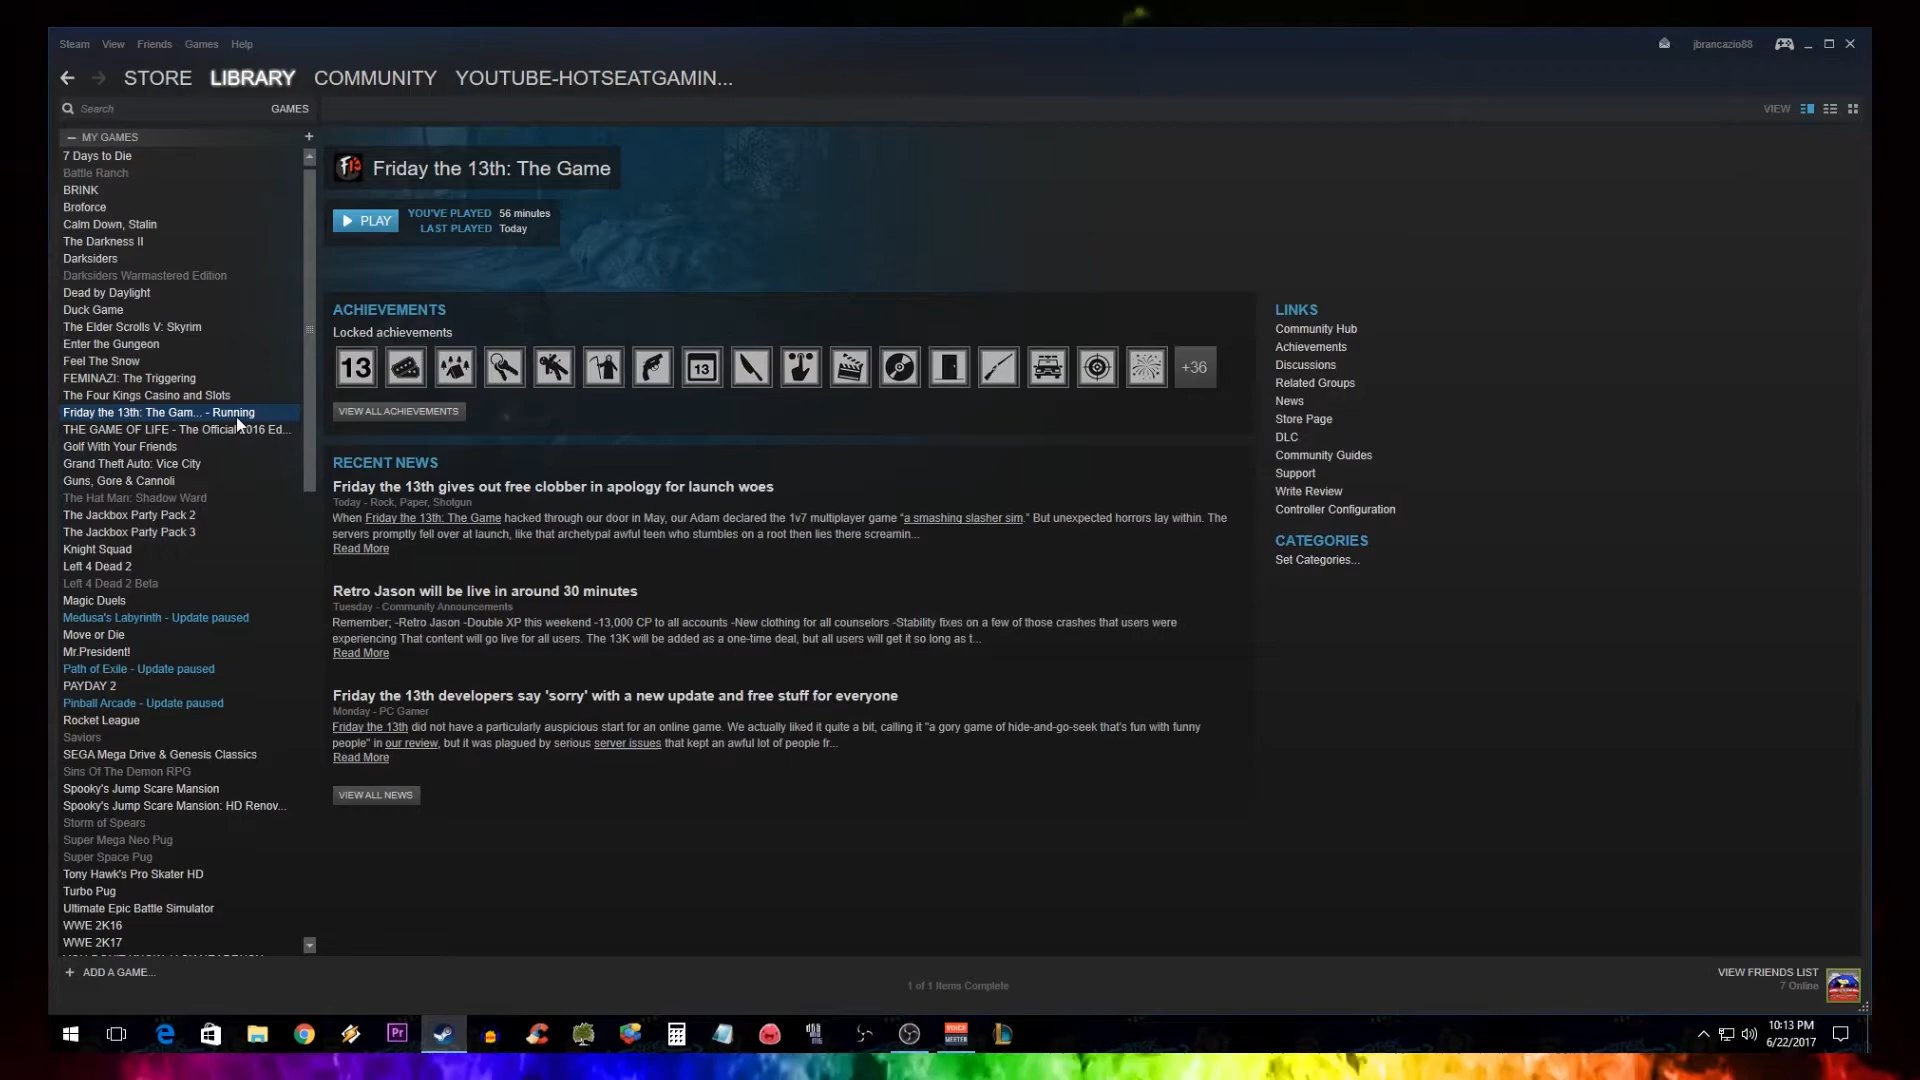 Steam View Friends Games Help
jbrancazio88
STORE LIBRARY COMMUNITY YOUTUBE-HOTSEATGAMIN...
Search GAMES
VIEW
— MY GAMES +
7 Days to Die
Battle Ranch
BRINK
Broforce
Calm Down, Stalin
The Darkness II
Darksiders
Darksiders Warmastered Edition
Dead by Daylight
Duck Game
The Elder Scrolls V: Skyrim
Enter the Gungeon
Feel The Snow
FEMINAZI: The Triggering
The Four Kings Casino and Slots
Friday the 13th: The Gam... - Running
THE GAME OF LIFE - The Official 2016 Ed...
Golf With Your Friends
Grand Theft Auto: Vice City
Guns, Gore & Cannoli
The Hat Man: Shadow Ward
The Jackbox Party Pack 2
The Jackbox Party Pack 3
Knight Squad
Left 4 Dead 2
Left 4 Dead 2 Beta
Magic Duels
Medusa's Labyrinth - Update paused
Move or Die
Mr.President!
Path of Exile - Update paused
PAYDAY 2
Pinball Arcade - Update paused
Rocket League
Saviors
SEGA Mega Drive & Genesis Classics
Sins Of The Demon RPG
Spooky's Jump Scare Mansion
Spooky's Jump Scare Mansion: HD Renov...
Storm of Spears
Super Mega Neo Pug
Super Space Pug
Tony Hawk's Pro Skater HD
Turbo Pug
Ultimate Epic Battle Simulator
WWE 2K16
WWE 2K17
+ ADD A GAME...
Friday the 13th: The Game
PLAY
YOU'VE PLAYED 56 minutes
LAST PLAYED Today
ACHIEVEMENTS
Locked achievements
13
13
+36
VIEW ALL ACHIEVEMENTS
RECENT NEWS
Friday the 13th gives out free clobber in apology for launch woes
Today - Rock, Paper, Shotgun
When Friday the 13th: The Game hacked through our door in May, our Adam declared the 1v7 multiplayer game “a smashing slasher sim.” But unexpected horrors lay within. The
servers promptly fell over at launch, like that archetypal awful teen who stumbles on a root then lies there screamin...
Read More
Retro Jason will be live in around 30 minutes
Tuesday - Community Announcements
Remember; -Retro Jason -Double XP this weekend -13,000 CP to all accounts -New clothing for all counselors -Stability fixes on a few of those crashes that users were
experiencing That content will go live for all users. The 13K will be added as a one-time deal, but all users will get it so long as t...
Read More
Friday the 13th developers say 'sorry' with a new update and free stuff for everyone
Monday - PC Gamer
Friday the 13th did not have a particularly auspicious start for an online game. We actually liked it quite a bit, calling it "a gory game of hide-and-go-seek that's fun with funny
people" in our review, but it was plagued by serious server issues that kept an awful lot of people fr...
Read More
VIEW ALL NEWS
LINKS
Community Hub
Achievements
Discussions
Related Groups
News
Store Page
DLC
Community Guides
Support
Write Review
Controller Configuration
CATEGORIES
Set Categories...
1 of 1 Items Complete
VIEW FRIENDS LIST
7 Online
Pr
VOICE
MEETER
10:13 PM
6/22/2017